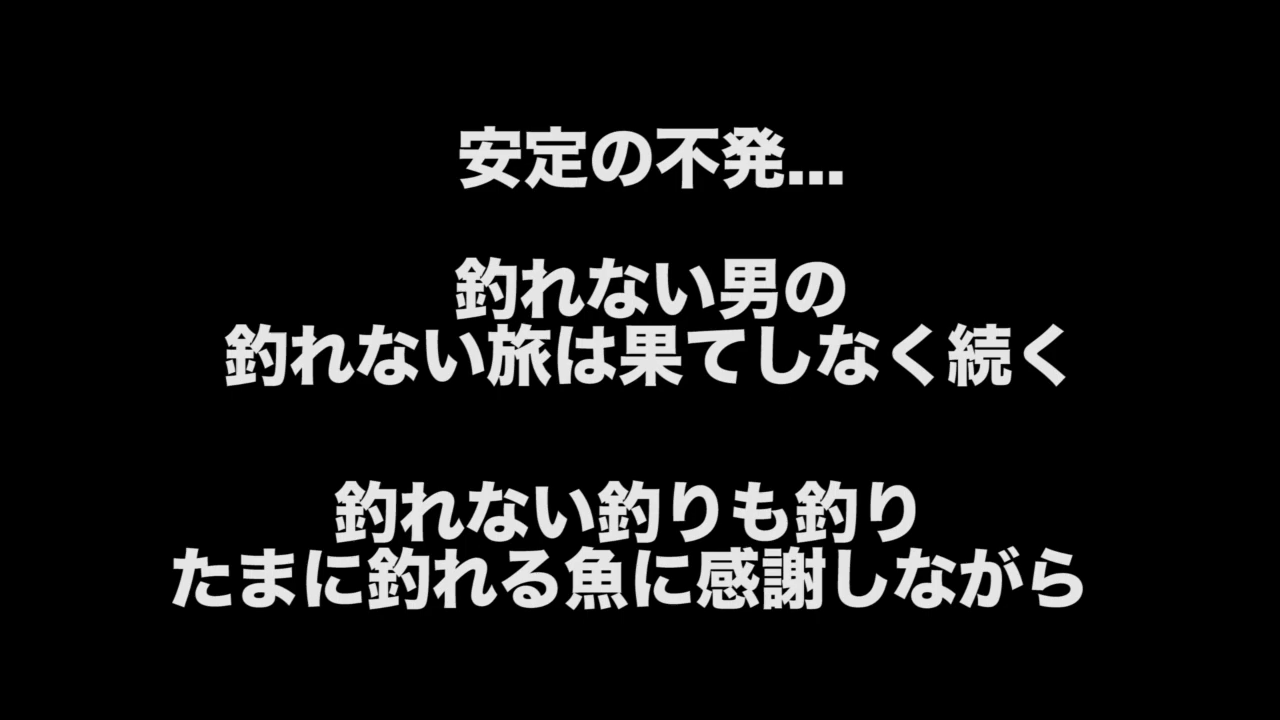 安定の不発...
釣れない男の
釣れない旅は果てしなく続く
釣れない釣りも釣り
たまに釣れる魚に感謝しながら